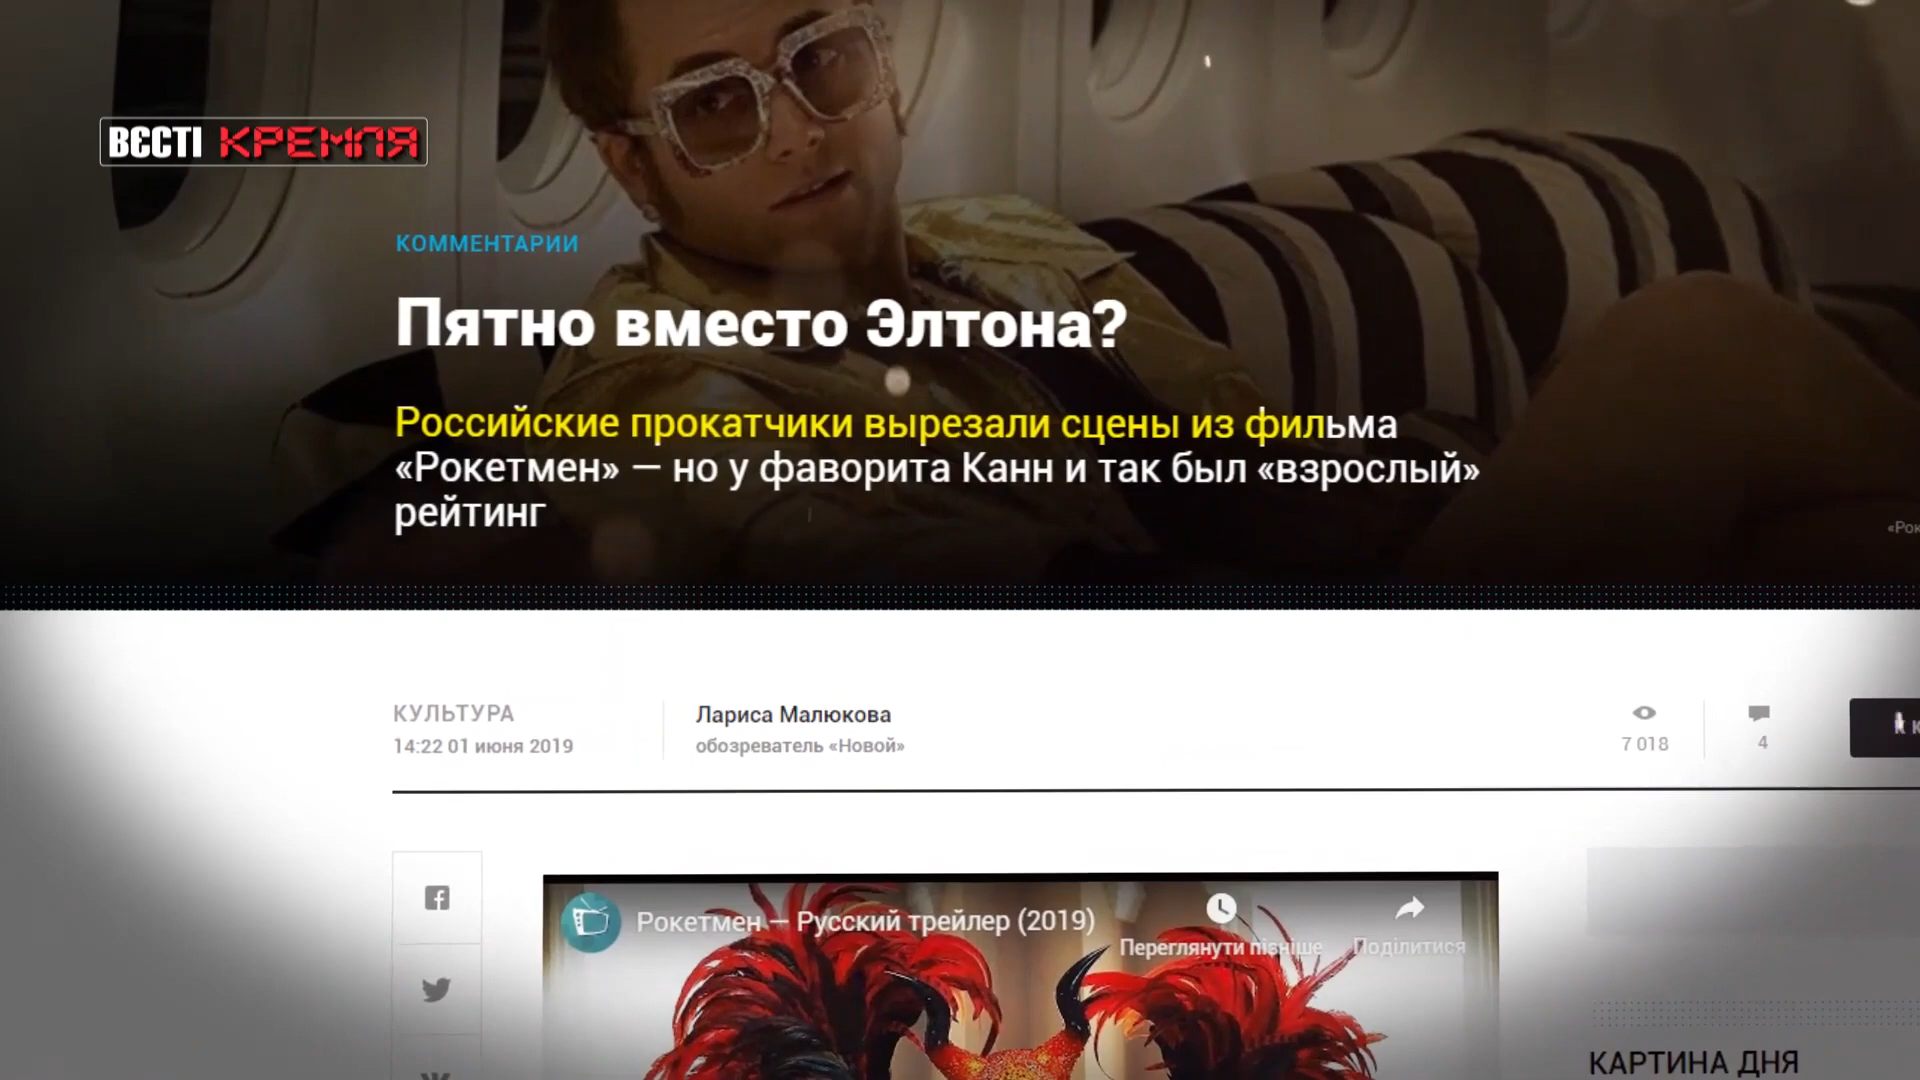 ВЄСТІ КРЕМЛЯ
КОММЕНТАРИИ
Пятно вместо Элтона?
Российские прокатчики вырезали сцены из фильма
«Рокетмен» — но у фаворита Канн и так был «взрослый»
рейтинг
«Рок
КУЛЬТУРА
14:22 01 июня 2019
Лариса Малюкова
обозреватель «Новой»
7 018
4
Рокетмен — Русский трейлер (2019)
Переглянути пізніше
Поділитися
КАРТИНА ДНЯ